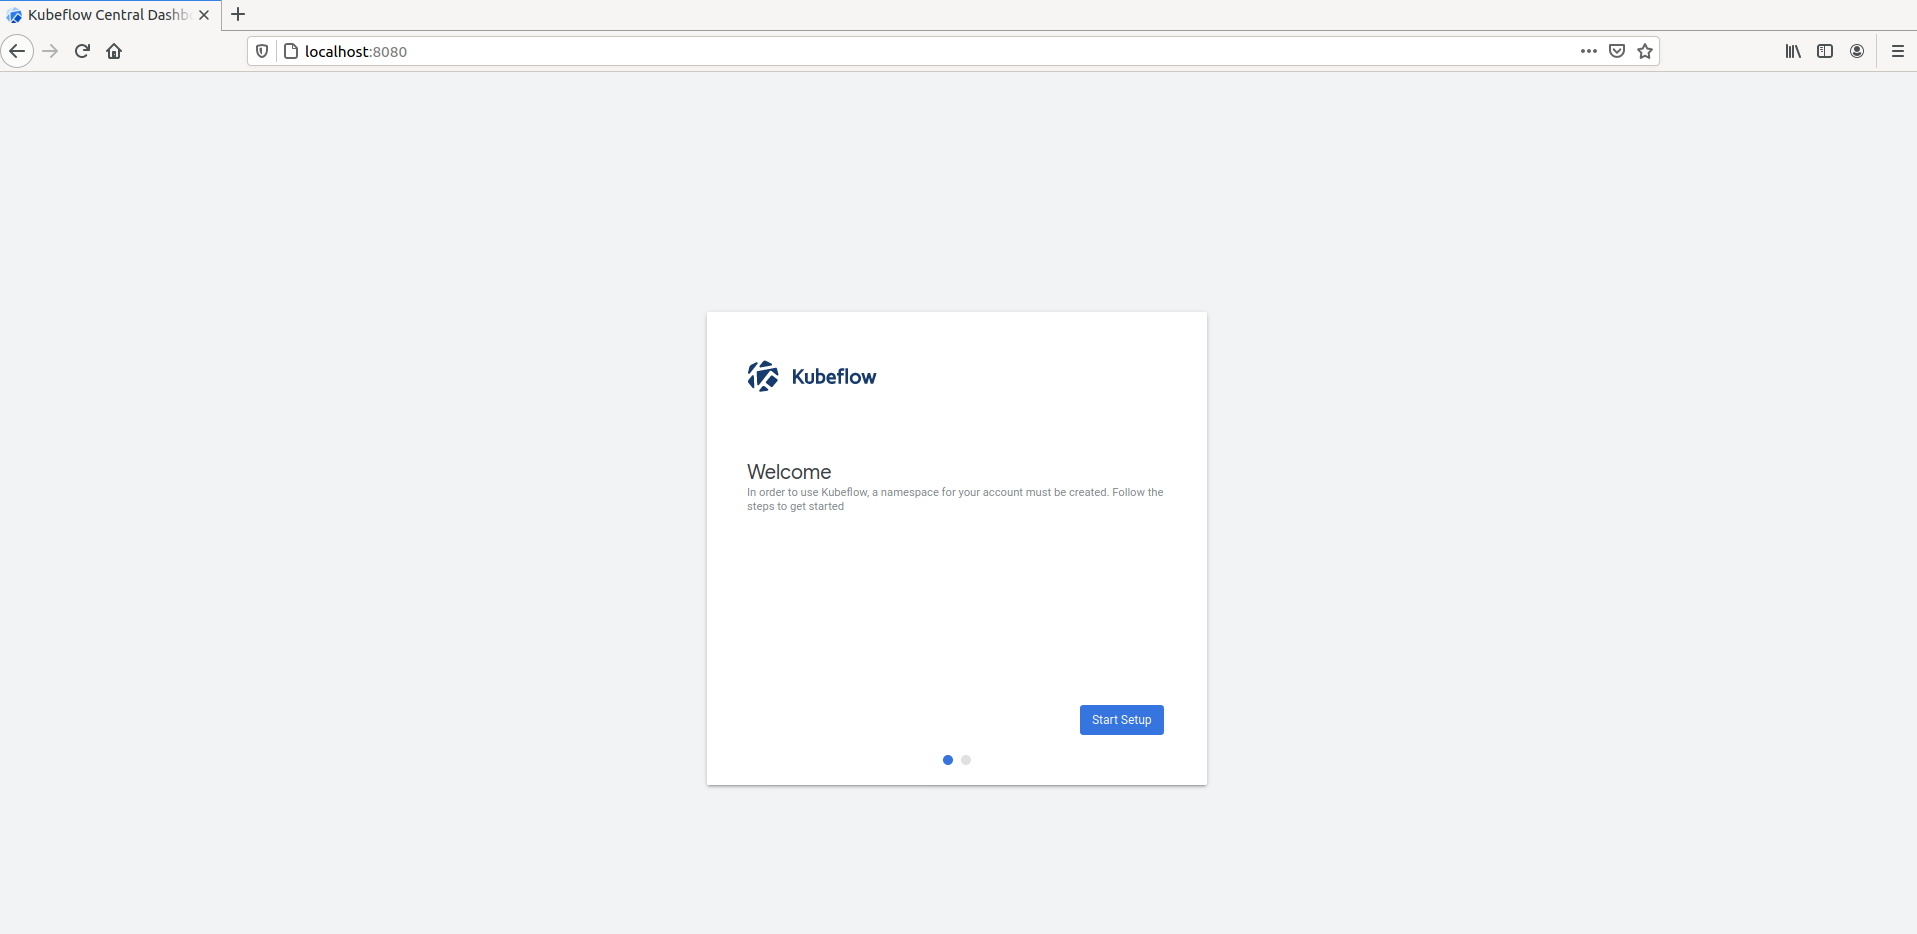 Kubeflow Central Dashb
localhost:8080
Kubeflow
Welcome
In order to use Kubeflow, a namespace for your account must be created. Follow the
steps to get started
Start Setup